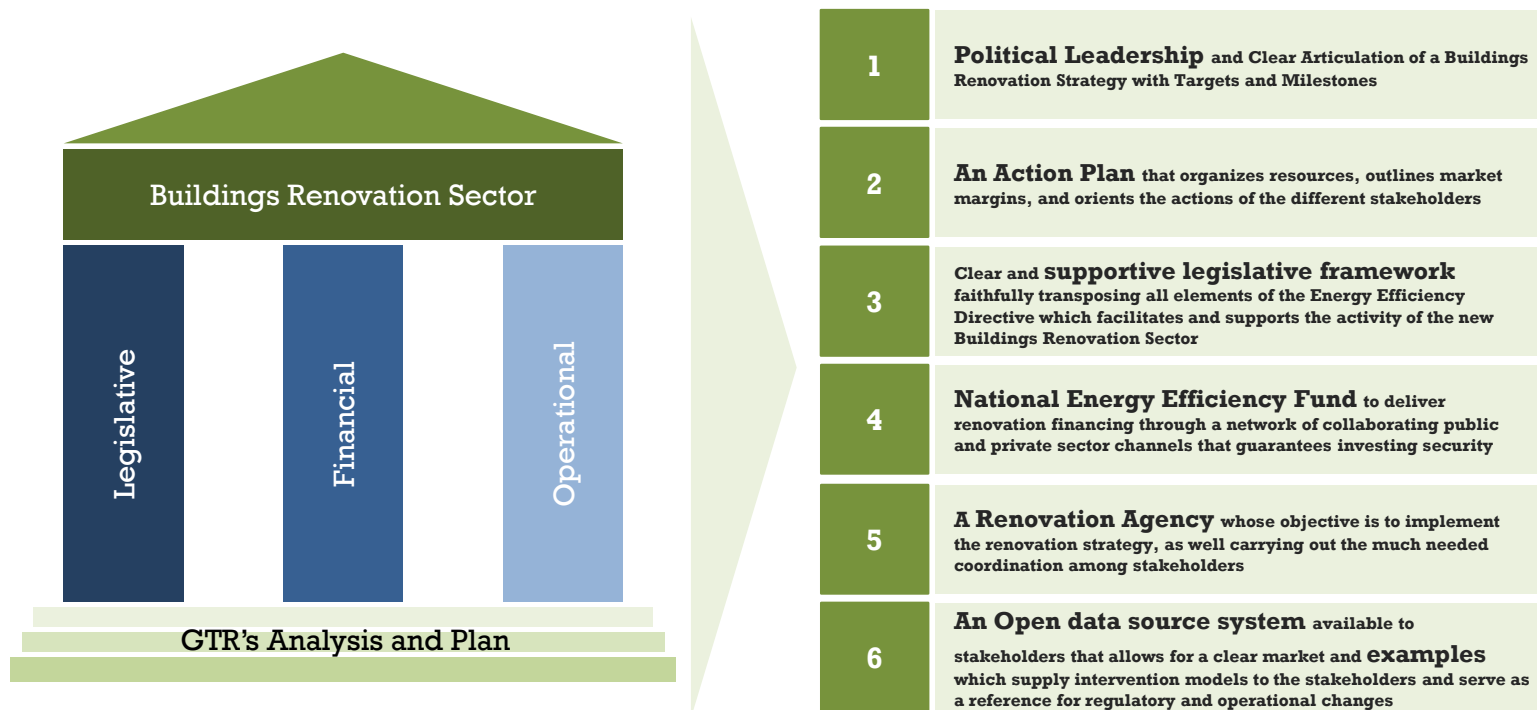 Buildings Renovation Sector
Legislative
Financial
Operational
GTR's Analysis and Plan
1
Political Leadership and Clear Articulation of a Buildings
Renovation Strategy with Targets and Milestones
2
An Action Plan that organizes resources, outlines market
margins, and orients the actions of the different stakeholders
3
Clear and supportive legislative framework
faithfully transposing all elements of the Energy Efficiency
Directive which facilitates and supports the activity of the new
Buildings Renovation Sector
4
National Energy Efficiency Fund to deliver
renovation financing through a network of collaborating public
and private sector channels that guarantees investing security
5
A Renovation Agency whose objective is to implement
the renovation strategy, as well carrying out the much needed
coordination among stakeholders
6
An Open data source system available to
stakeholders that allows for a clear market and examples
which supply intervention models to the stakeholders and serve as
a reference for regulatory and operational changes